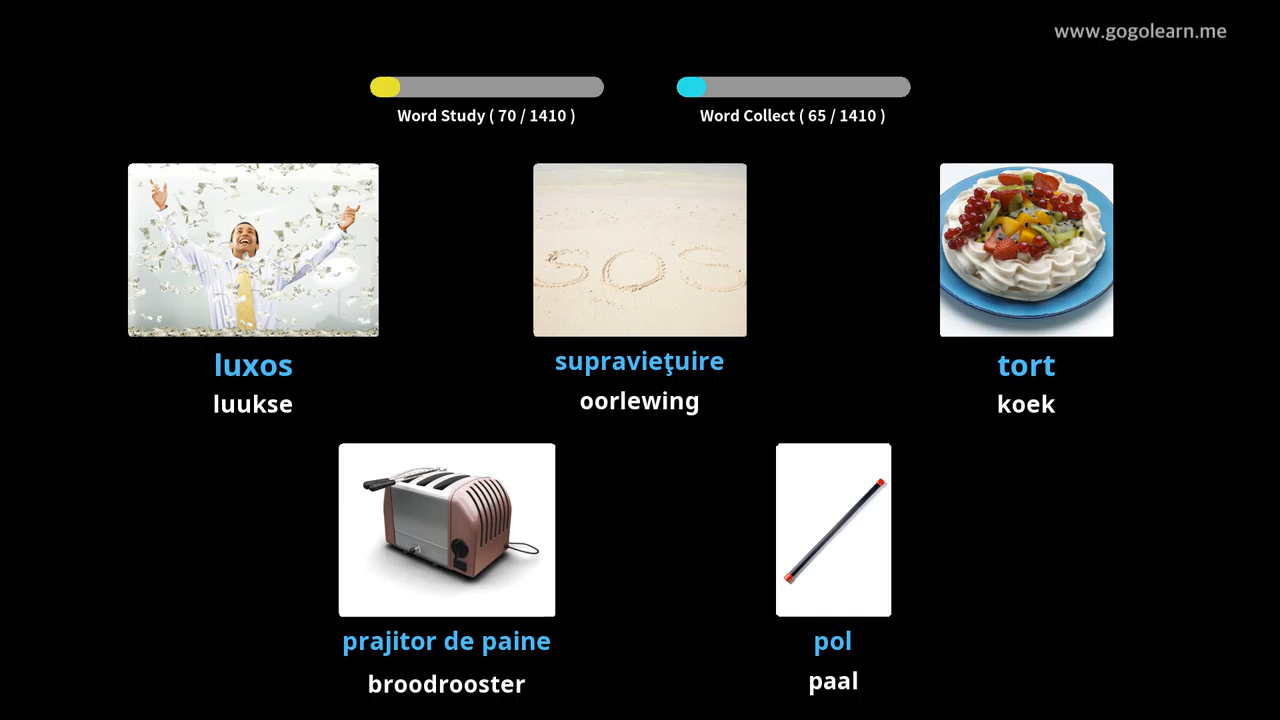 www.gogolearn.me
Word Study ( 70 / 1410 )
Word Collect ( 65 / 1410 )
luxos
luukse
supravieţuire
oorlewing
tort
koek
SOS
prajitor de paine
broodrooster
pol
paal